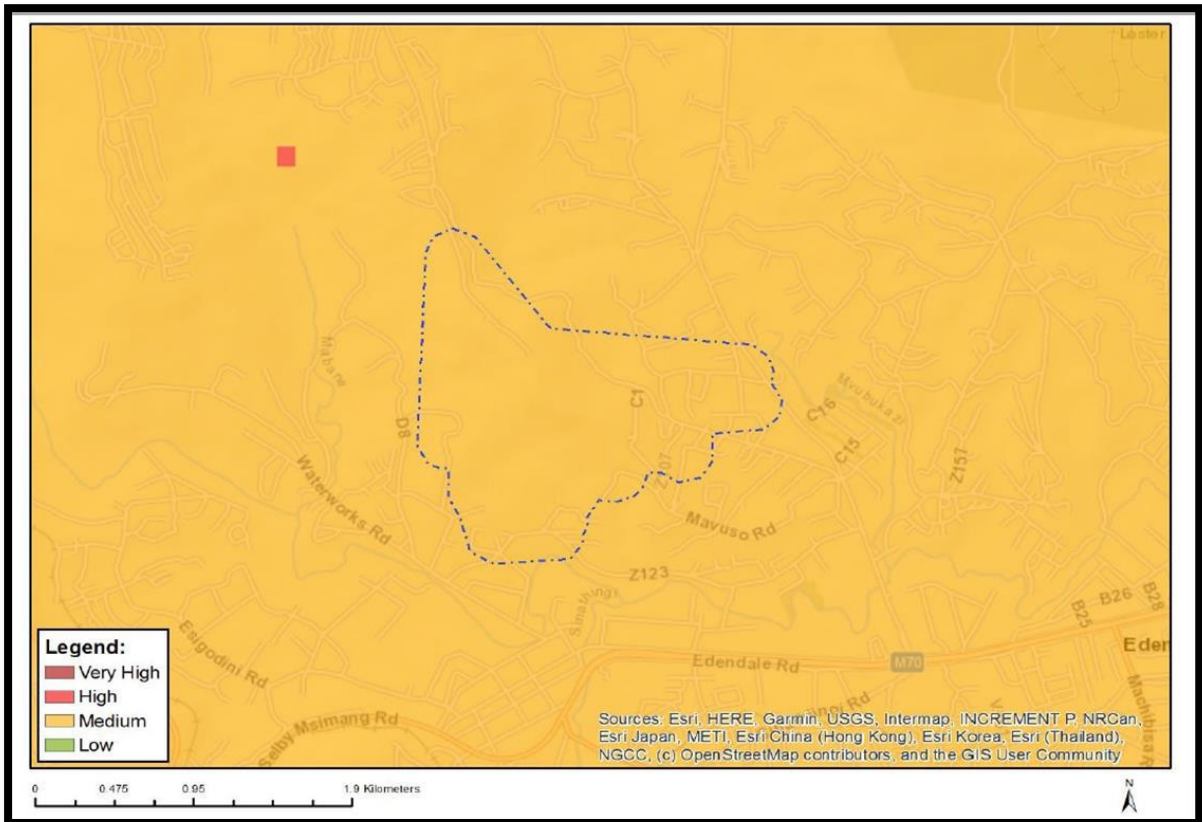 Lester
Mabane
D8
C1
Mvubukazi
C16
C15
Z157
Waterworks Rd
Mavuso Rd
Z123
Sinathingi
B28
B26
B25
Esigodini Rd
Edendale Rd
M70
Selby Msimang Rd
Machibisa R
Legend:
Very High
High
Medium
Low
Sources: Esri, HERE, Garmin, USGS, Intermap, INCREMENT P, NRCan,
Esri Japan, METI, Esri China (Hong Kong), Esri Korea, Esri (Thailand),
NGCC, (c) OpenStreetMap contributors, and the GIS User Community
0 0.475 0.95 1.9 Kilometers
N